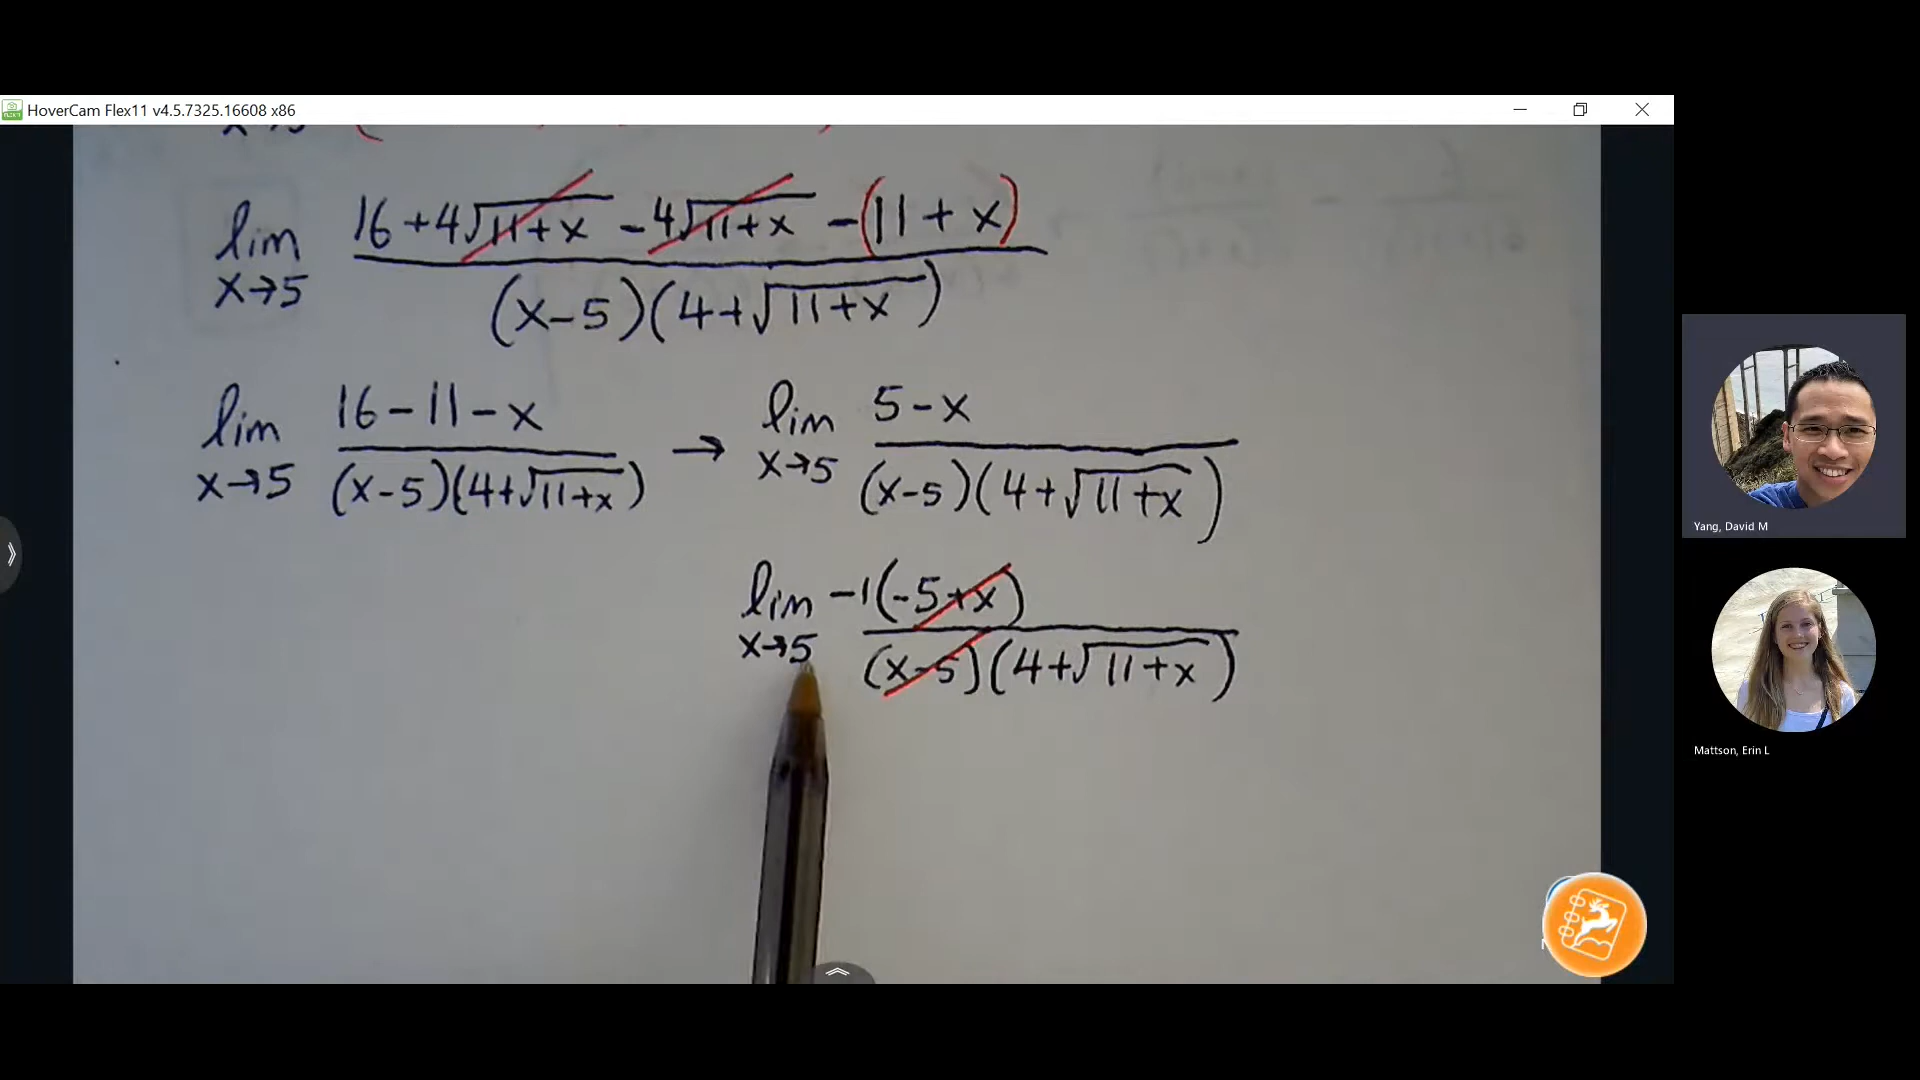 HoverCam Flex11 v4.5.7325.16608 x86
x→5
lim x→5 (16+4√(11+x) -4√(11+x) -(11+x))/((x-5)(4+√(11+x)))
lim x→5 (16-11-x)/((x-5)(4+√(11+x))) → lim x→5 (5-x)/((x-5)(4+√(11+x)))
lim x→5 (-1(-5+x))/((x-5)(4+√(11+x)))
Yang, David M
Mattson, Erin L